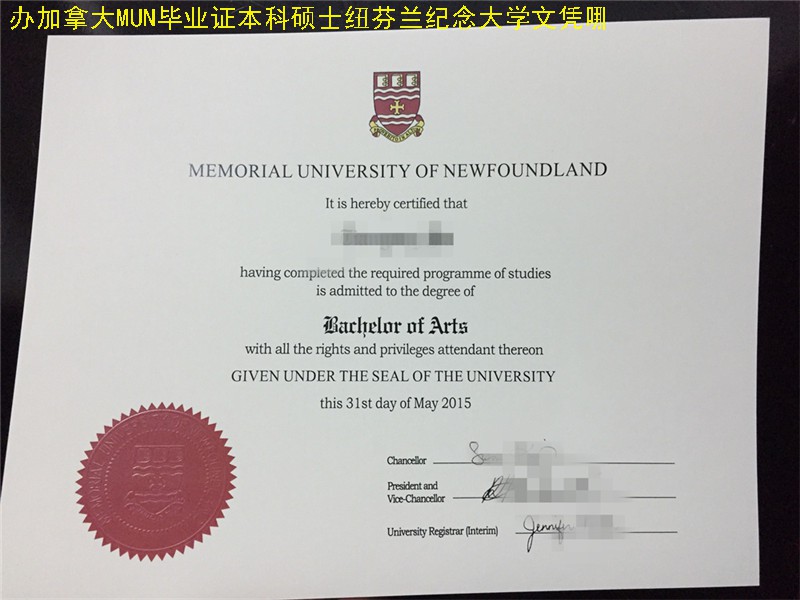 办加拿大MUN毕业证本科硕士纽芬兰纪念大学文凭哪
MEMORIAL UNIVERSITY OF NEWFOUNDLAND
It is hereby certified that
having completed the required programme of studies
is admitted to the degree of
Bachelor of Arts
with all the rights and privileges attendant thereon
GIVEN UNDER THE SEAL OF THE UNIVERSITY
this 31st day of May 2015
Chancellor
President and
Vice-Chancellor
University Registrar (Interim)
Jennifer